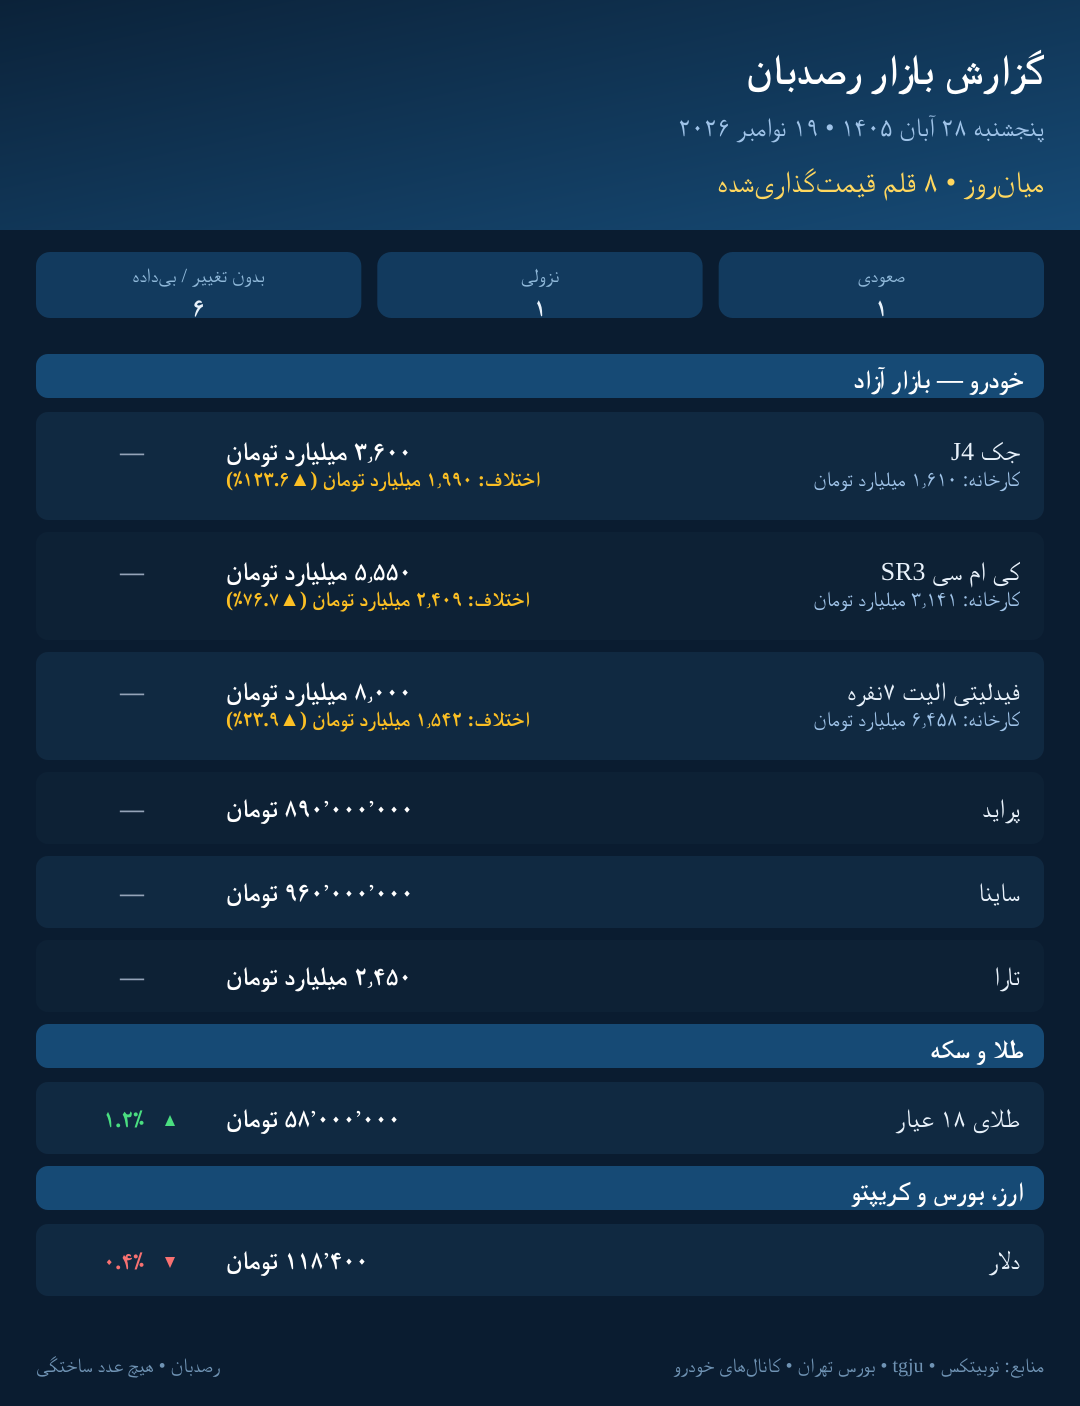 گزارش بازار رصدبان
پنجشنبه ۲۸ آبان ۱۴۰۵ • ۱۹ نوامبر ۲۰۲۶
میان‌روز • ۸ قلم قیمت‌گذاری‌شده
صعودی
۱
نزولی
۱
بدون تغییر / بی‌داده
۶
خودرو — بازار آزاد
جک J4
کارخانه: ۱٫۶۱۰ میلیارد تومان
۳٫۶۰۰ میلیارد تومان
اختلاف: ۱٫۹۹۰ میلیارد تومان (▲۱۲۳.۶٪)
—
کی ام سی SR3
کارخانه: ۳٫۱۴۱ میلیارد تومان
۵٫۵۵۰ میلیارد تومان
اختلاف: ۲٫۴۰۹ میلیارد تومان (▲۷۶.۷٪)
—
فیدلیتی الیت ۷نفره
کارخانه: ۶٫۴۵۸ میلیارد تومان
۸٫۰۰۰ میلیارد تومان
اختلاف: ۱٫۵۴۲ میلیارد تومان (▲۲۳.۹٪)
—
پراید
۸۹۰٬۰۰۰٬۰۰۰ تومان
—
ساینا
۹۶۰٬۰۰۰٬۰۰۰ تومان
—
تارا
۲٫۴۵۰ میلیارد تومان
—
طلا و سکه
طلای ۱۸ عیار
۵۸٬۰۰۰٬۰۰۰ تومان
▲ ۱.۲٪
ارز، بورس و کریپتو
دلار
۱۱۸٬۴۰۰ تومان
▼ ۰.۴٪
منابع: نوبیتکس • tgju • بورس تهران • کانال‌های خودرو
رصدبان • هیچ عدد ساختگی